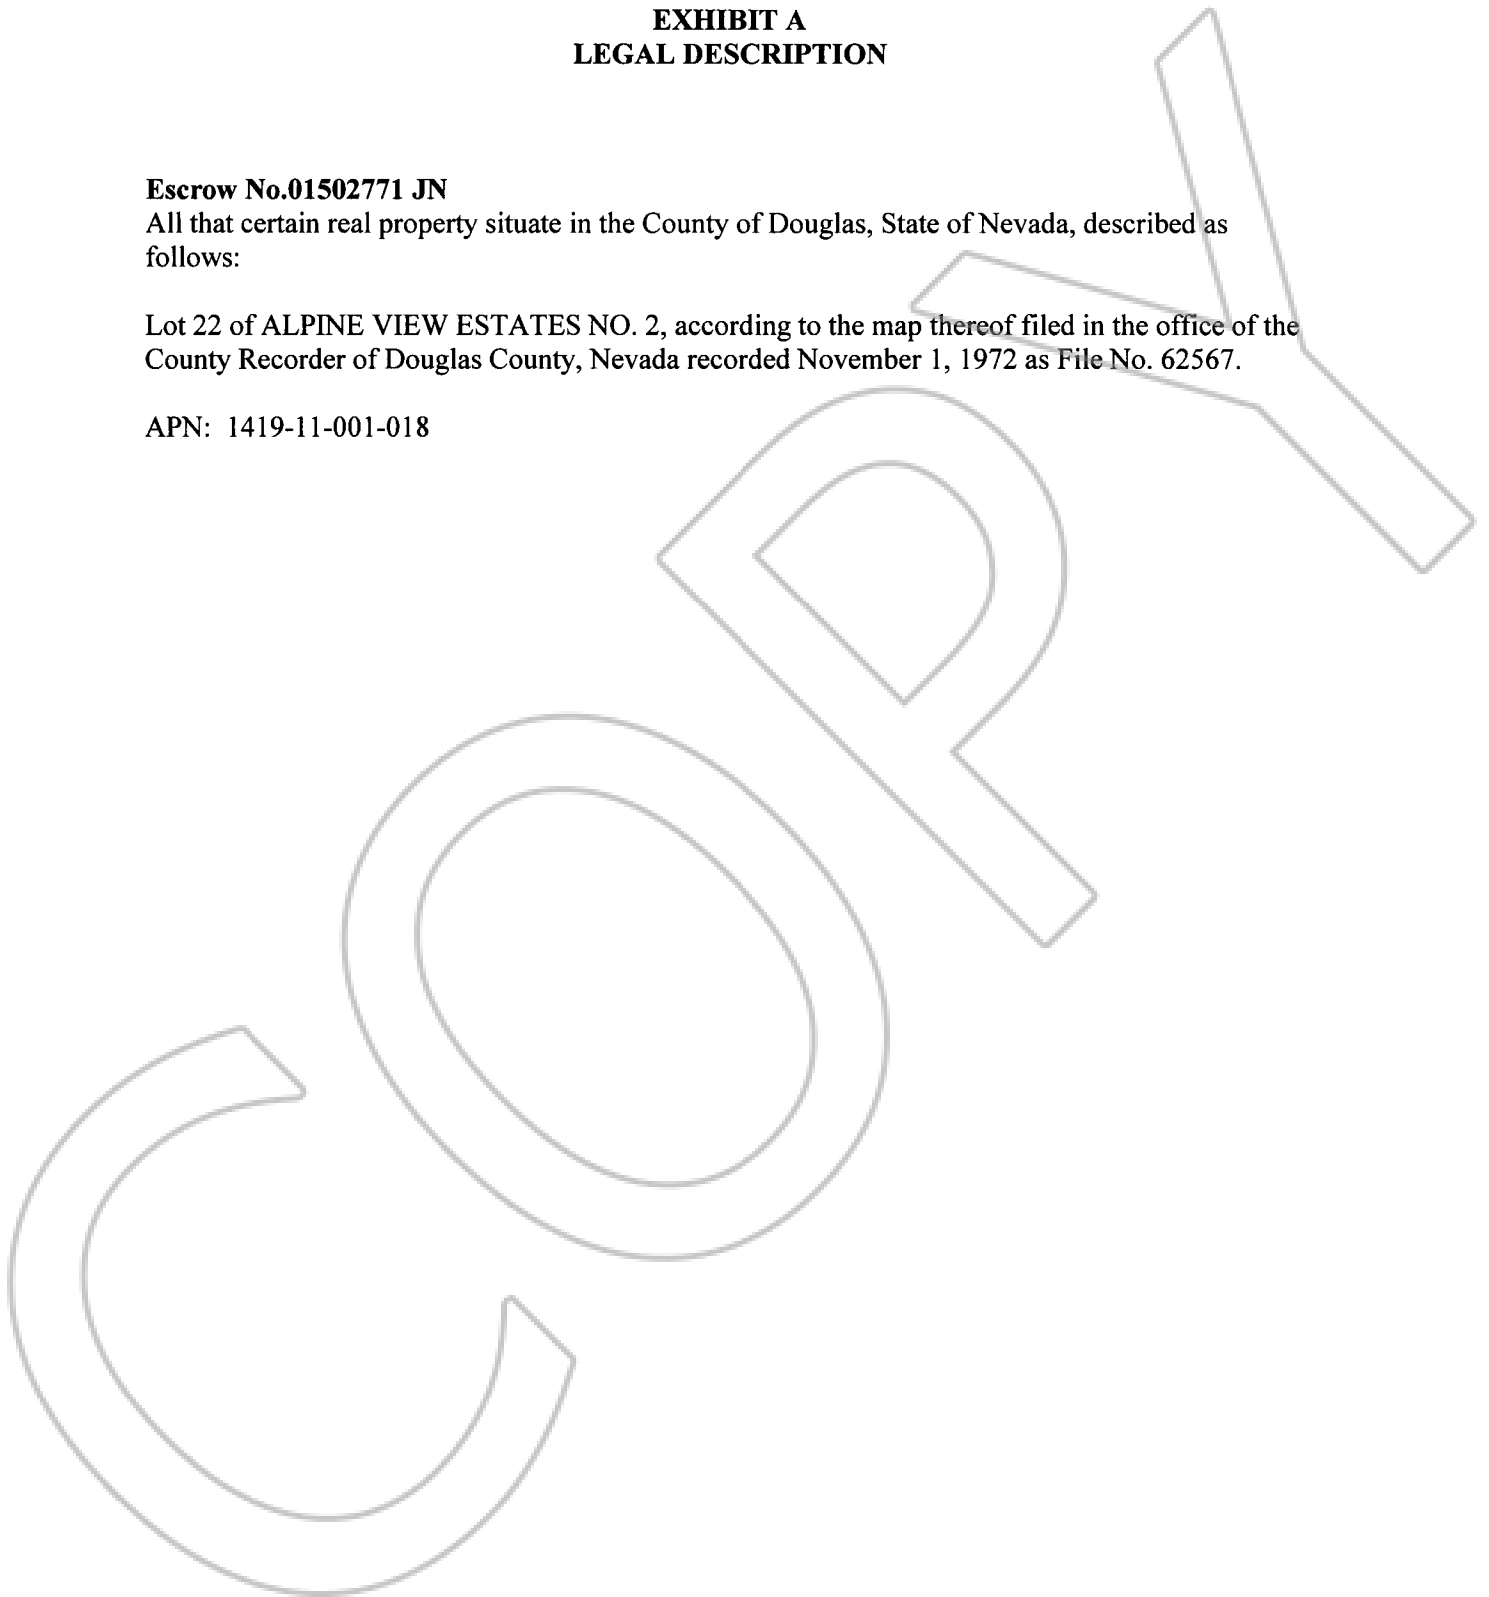 EXHIBIT A
LEGAL DESCRIPTION
Escrow No.01502771 JN
All that certain real property situate in the County of Douglas, State of Nevada, described as
follows:
Lot 22 of ALPINE VIEW ESTATES NO. 2, according to the map thereof filed in the office of the
County Recorder of Douglas County, Nevada recorded November 1, 1972 as File No. 62567.
APN: 1419-11-001-018
COPY